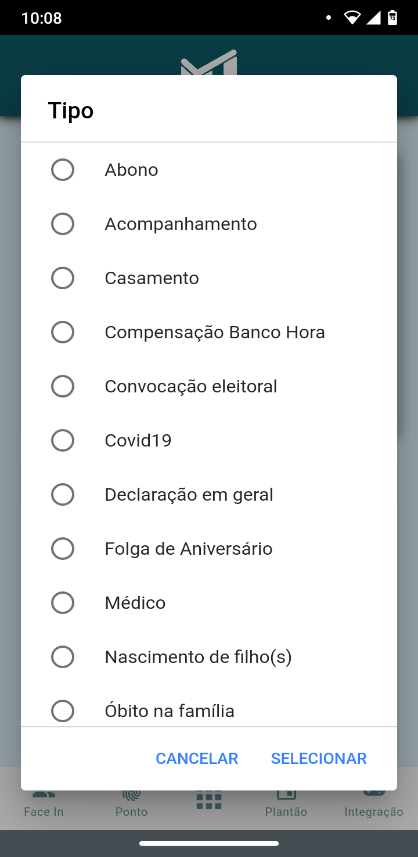 10:08
Tipo
Abono
Acompanhamento
Casamento
Compensação Banco Hora
Convocação eleitoral
Covid19
Declaração em geral
Folga de Aniversário
Médico
Nascimento de filho(s)
Óbito na família
CANCELAR SELECIONAR
Face In Ponto Plantão Integração